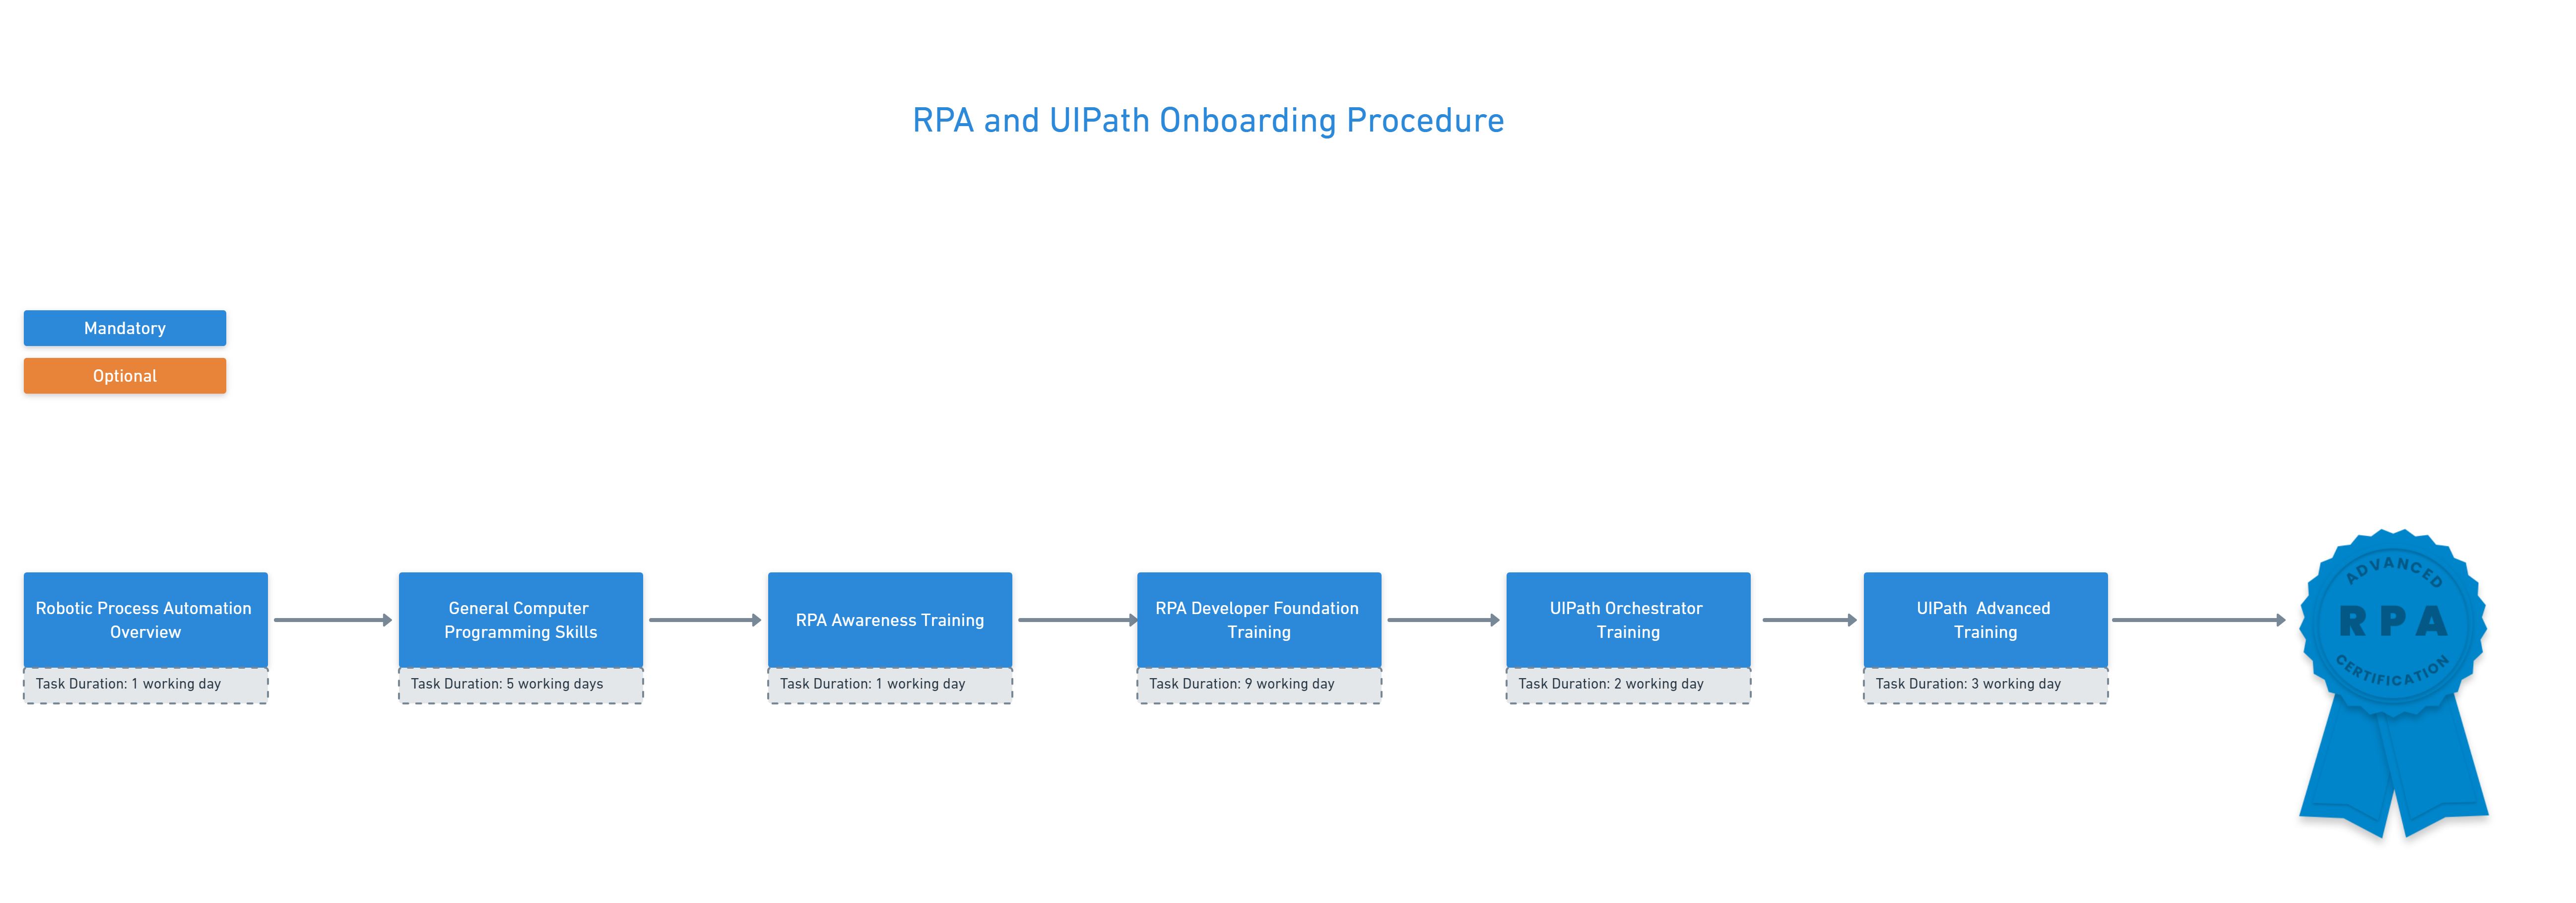 RPA and UIPath Onboarding Procedure
Mandatory
Optional
Robotic Process Automation
Overview
Task Duration: 1 working day
General Computer
Programming Skills
Task Duration: 5 working days
RPA Awareness Training
Task Duration: 1 working day
RPA Developer Foundation
Training
Task Duration: 9 working day
UIPath Orchestrator
Training
Task Duration: 2 working day
UIPath  Advanced
Training
Task Duration: 3 working day
ADVANCED
RPA
CERTIFICATION